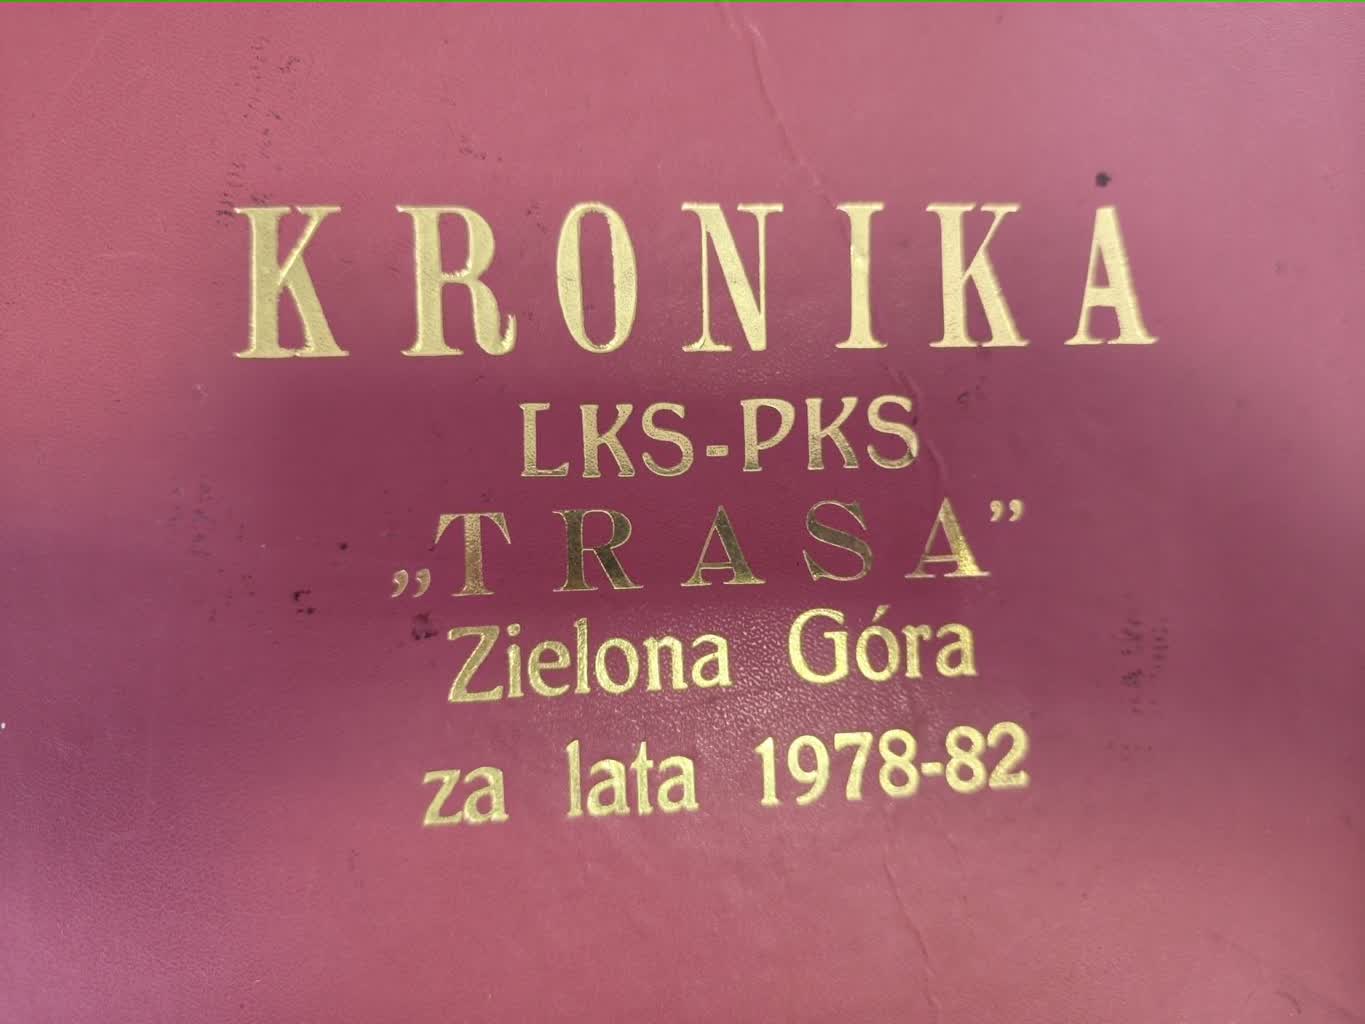 KRONIKA
LKS-PKS
„TRASA”
Zielona Góra
za lata 1978-82